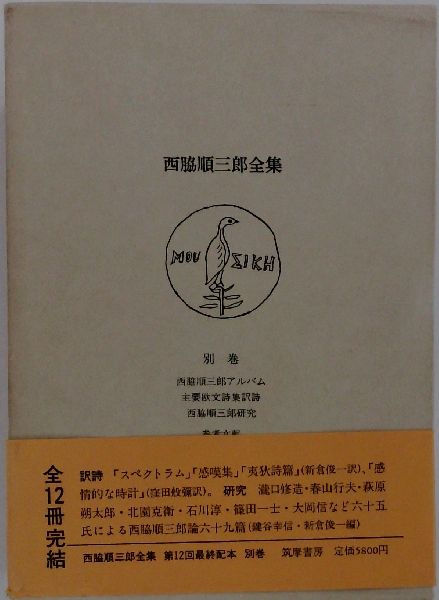 西脇順三郎全集
ΜΟΥ ΣΙΚΗ
別巻
西脇順三郎アルバム
主要欧文詩集訳詩
西脇順三郎研究
全12冊完結
訳詩 『スペクトラム』『感嘆集』『夷狄詩篇』(新倉俊一訳)、『感
情的な時計』(窪田般彌訳)。 研究 瀧口修造・春山行夫・萩原
朔太郎・北園克衛・石川淳・篠田一士・大岡信など六十五
氏による西脇順三郎論六十九篇(鍵谷幸信・新倉俊一編)
西脇順三郎全集 第12回最終配本 別巻 筑摩書房 定価5800円